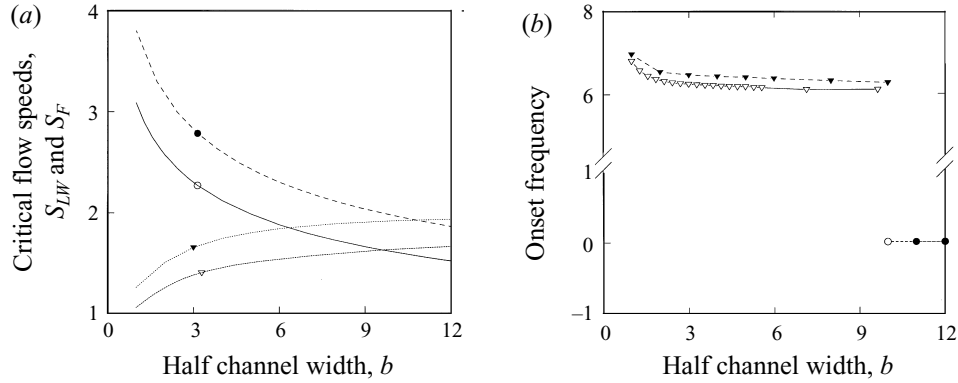 (a)
4
3
2
1
0
3
6
9
12
Critical flow speeds,
S_LW and S_F
Half channel width, b
(b)
8
6
1
0
−1
0
3
6
9
12
Onset frequency
Half channel width, b